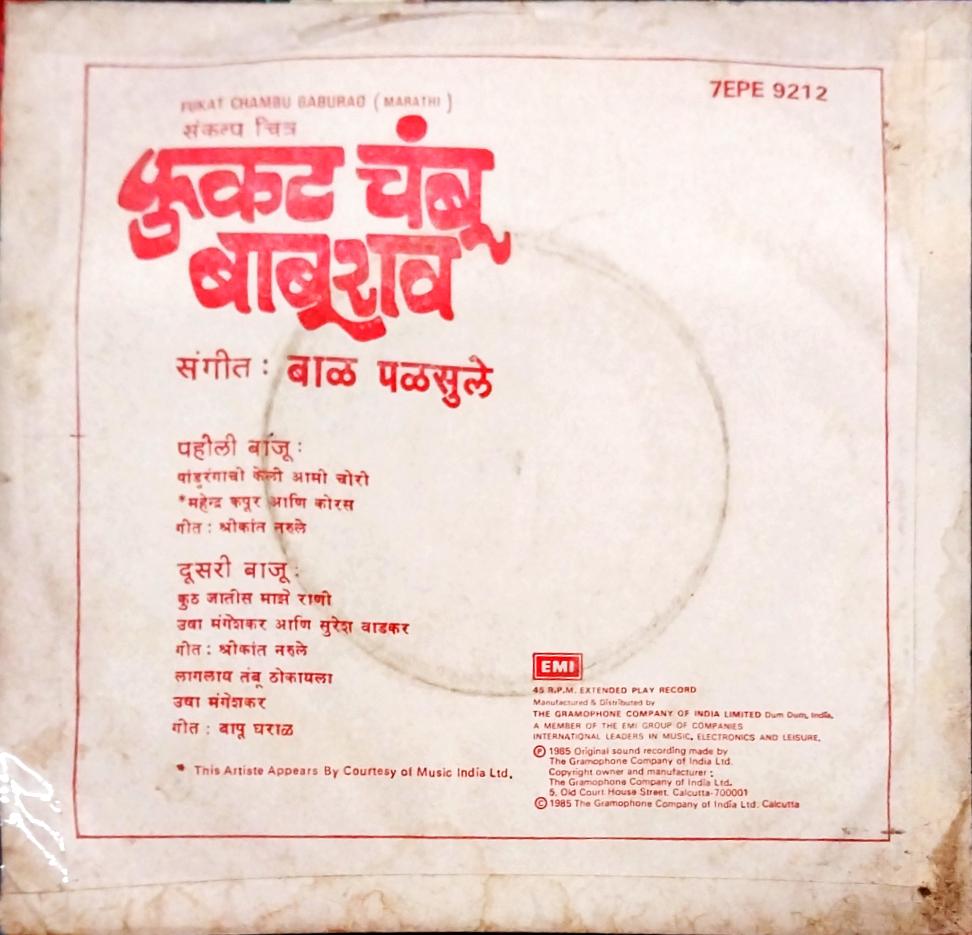 FUKAT CHAMBU BABURAO ( MARATHI )
7EPE 9212
संकल्प चित्र
फुकट चंबू
बाबूराव
संगीत : बाळ पळसुले
पहीली बाजू :
पांडुरंगाची केली आमी चोरी
*महेन्द्र कपूर आणि कोरस
गीत : श्रीकांत नरुले
दूसरी बाजू :
कुठ जातीस माझे राणी
उषा मंगेशकर आणि सुरेश वाडकर
गीत : श्रीकांत नरुले
लागलाय तंबू ठोकायला
उषा मंगेशकर
गीत : बापू घराळ
* This Artiste Appears By Courtesy of Music India Ltd.
EMI
45 R.P.M. EXTENDED PLAY RECORD
Manufactured & Distributed by
THE GRAMOPHONE COMPANY OF INDIA LIMITED Dum Dum, India.
A MEMBER OF THE EMI GROUP OF COMPANIES
INTERNATIONAL LEADERS IN MUSIC, ELECTRONICS AND LEISURE.
Ⓟ 1985 Original sound recording made by
The Gramophone Company of India Ltd.
Copyright owner and manufacturer :
The Gramophone Company of India Ltd.
5, Old Court House Street, Calcutta-700001
© 1985 The Gramophone Company of India Ltd. Calcutta